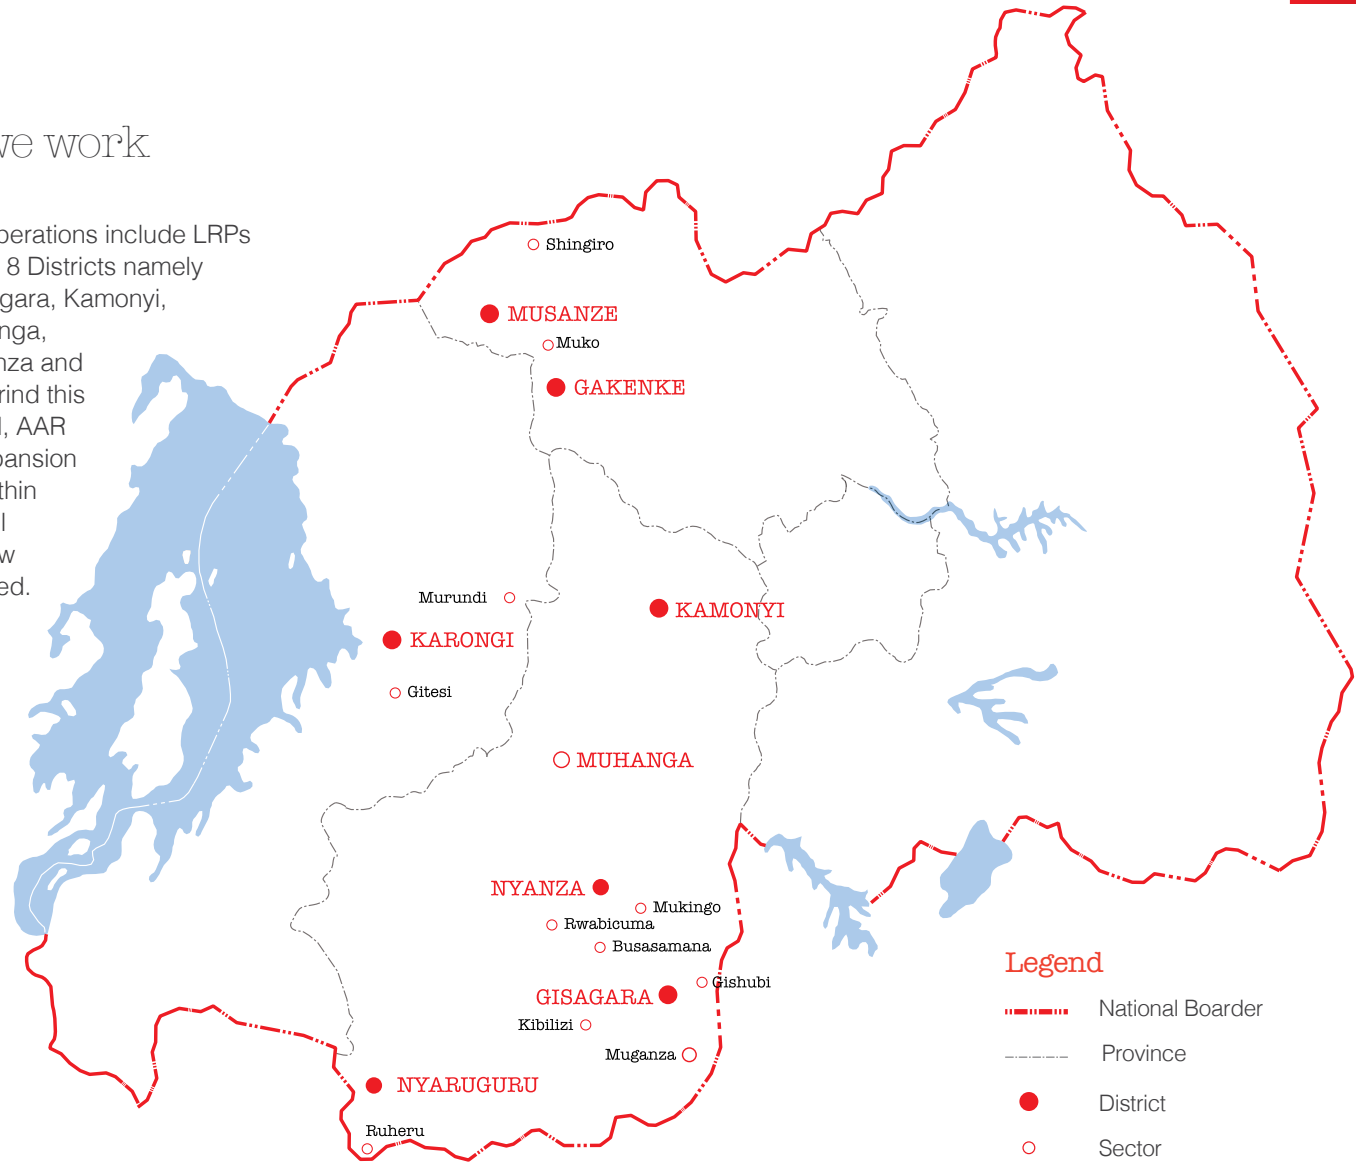 we work
perations include LRPs
8 Districts namely
gara, Kamonyi,
nga,
nza and
rind this
, AAR
pansion
thin
l
w
ed.
Shingiro
MUSANZE
Muko
GAKENKE
Murundi
KAMONYI
KARONGI
Gitesi
MUHANGA
NYANZA
Mukingo
Rwabicuma
Busasamana
Gishubi
GISAGARA
Kibilizi
Muganza
NYARUGURU
Ruheru
Legend
National Boarder
Province
District
Sector